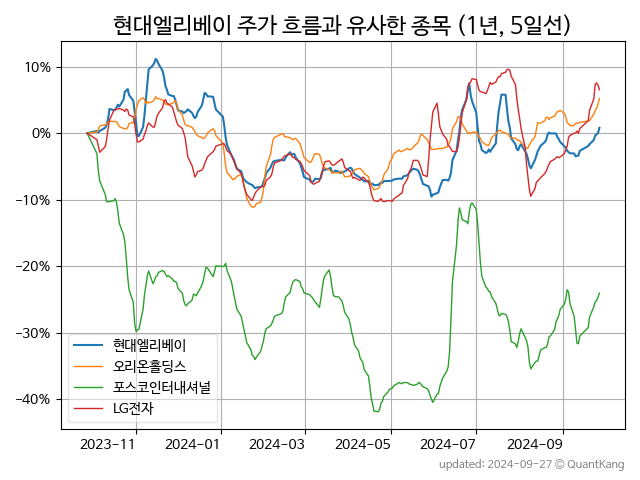 현대엘리베이 주가 흐름과 유사한 종목 (1년, 5일선)
10%
0%
−10%
−20%
−30%
−40%
현대엘리베이
오리온홀딩스
포스코인터내셔널
LG전자
2023−11 2024−01 2024−03 2024−05 2024−07 2024−09
updated: 2024-09-27 © QuantKang